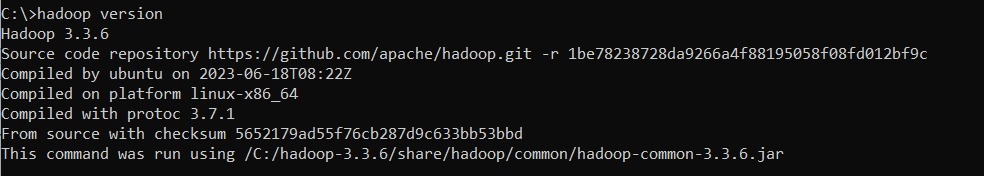 C:\>hadoop version
Hadoop 3.3.6
Source code repository https://github.com/apache/hadoop.git -r 1be78238728da9266a4f88195058f08fd012bf9c
Compiled by ubuntu on 2023-06-18T08:22Z
Compiled on platform linux-x86_64
Compiled with protoc 3.7.1
From source with checksum 5652179ad55f76cb287d9c633bb53bbd
This command was run using /C:/hadoop-3.3.6/share/hadoop/common/hadoop-common-3.3.6.jar